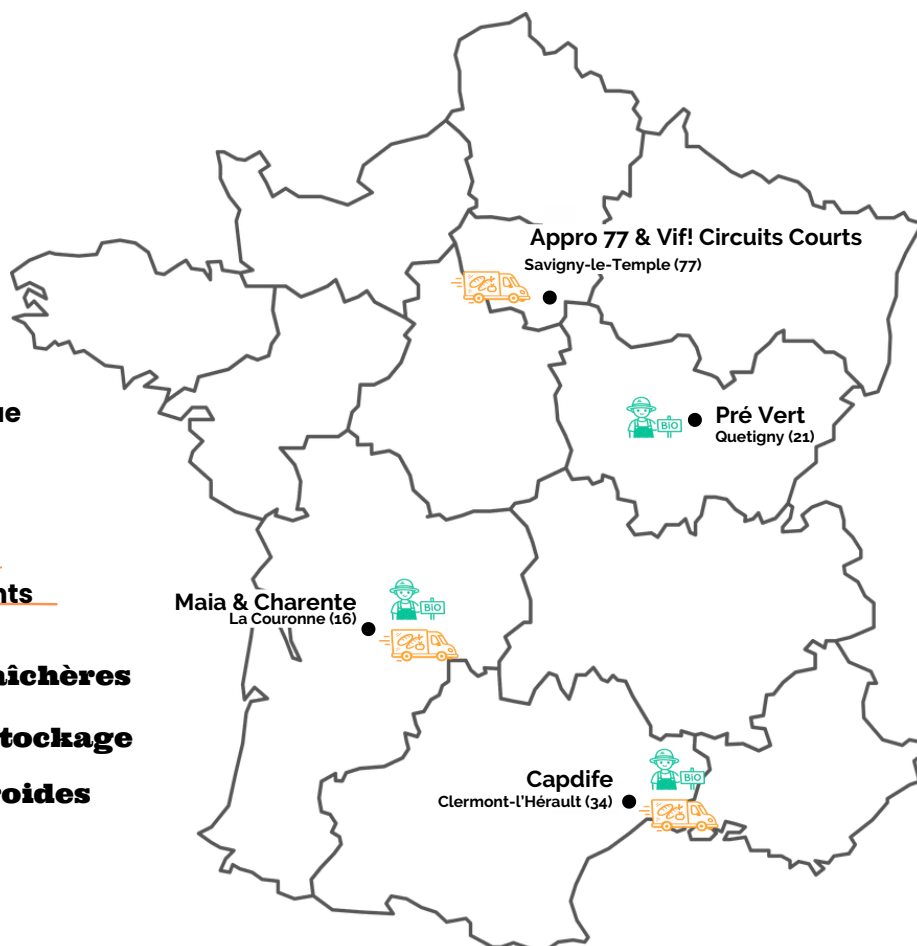 Appro 77 & Vif! Circuits Courts
Savigny-le-Temple (77)
BiO
Pré Vert
Quetigny (21)
Maia & Charente
La Couronne (16)
BiO
Capdife
Clermont-l'Hérault (34)
BiO